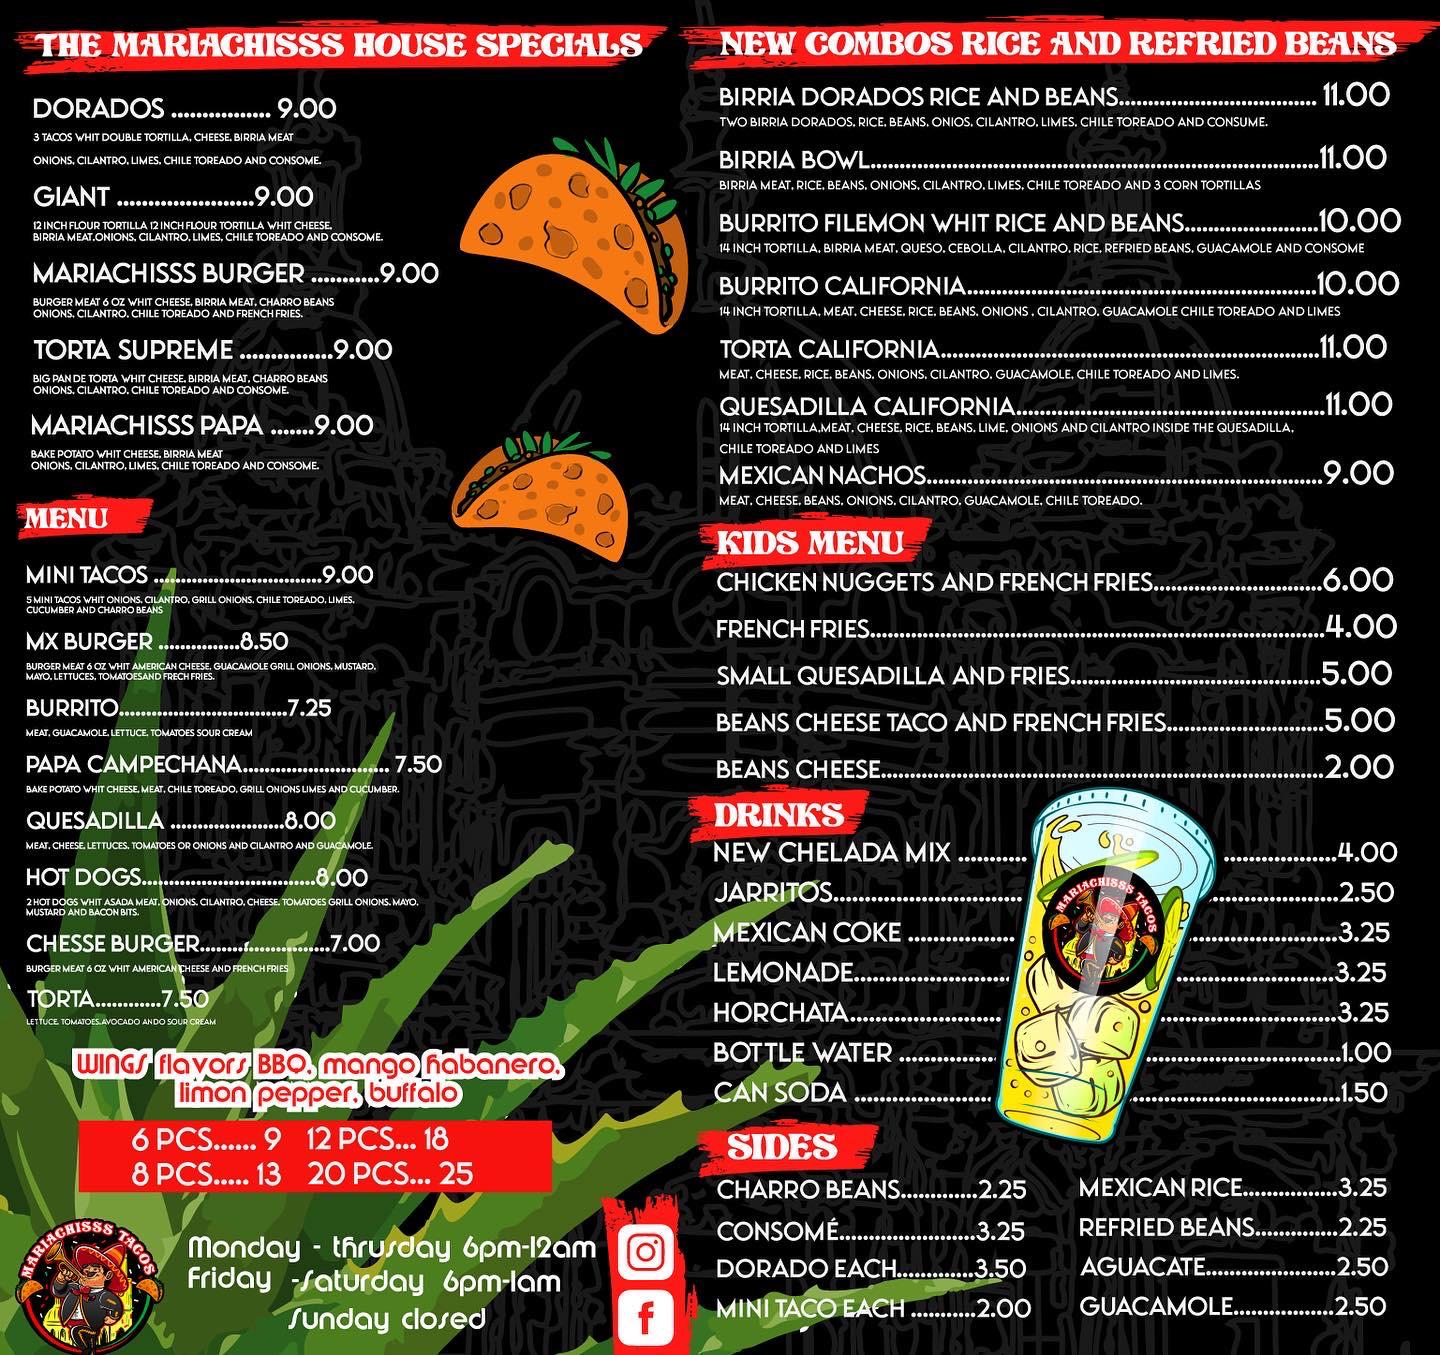 THE MARIACHISSS HOUSE SPECIALS
DORADOS ................. 9.00
3 TACOS WHIT DOUBLE TORTILLA, CHEESE, BIRRIA MEAT
ONIONS, CILANTRO, LIMES, CHILE TOREADO AND CONSOME.
GIANT .......................9.00
12 INCH FLOUR TORTILLA 12 INCH FLOUR TORTILLA WHIT CHEESE,
BIRRIA MEAT,ONIONS, CILANTRO, LIMES, CHILE TOREADO AND CONSOME.
MARIACHISSS BURGER ...........9.00
BURGER MEAT 6 OZ WHIT CHEESE, BIRRIA MEAT, CHARRO BEANS
ONIONS, CILANTRO, CHILE TOREADO AND FRENCH FRIES.
TORTA SUPREME ................9.00
BIG PAN DE TORTA WHIT CHEESE, BIRRIA MEAT, CHARRO BEANS
ONIONS, CILANTRO, LIMES, CHILE TOREADO AND CONSOME.
MARIACHISSS PAPA .......9.00
BAKE POTATO WHIT CHEESE, BIRRIA MEAT
ONIONS, CILANTRO, LIMES, CHILE TOREADO AND CONSOME.
MENU
MINI TACOS .............................9.00
5 MINI TACOS WHIT ONIONS, CILANTRO, GRILL ONIONS, CHILE TOREADO, LIMES,
CUCUMBER AND CHARRO BEANS
MX BURGER ..............8.50
BURGER MEAT 6 OZ WHIT AMERICAN CHEESE, GUACAMOLE GRILL ONIONS, MUSTARD,
MAYO, LETTUCES, TOMATOESAND FRECH FRIES.
BURRITO.............................7.25
MEAT, GUACAMOLE, LETTUCE, TOMATOES SOUR CREAM
PAPA CAMPECHANA......................... 7.50
BAKE POTATO WHIT CHEESE, MEAT, CHILE TOREADO, GRILL ONIONS LIMES AND CUCUMBER.
QUESADILLA ....................8.00
MEAT, CHEESE, LETTUCES, TOMATOES OR ONIONS AND CILANTRO AND GUACAMOLE.
HOT DOGS..............................8.00
2 HOT DOGS WHIT ASADA MEAT, ONIONS, CILANTRO, CHEESE, TOMATOES GRILL ONIONS, MAYO,
MUSTARD AND BACON BITS.
CHESSE BURGER......................7.00
BURGER MEAT 6 OZ WHIT AMERICAN CHEESE AND FRENCH FRIES
TORTA............7.50
LETTUCE, TOMATOES,AVOCADO ANDO SOUR CREAM
WINGS flavors BBQ, mango habanero,
limon pepper, buffalo
6 PCS...... 9 12 PCS... 18
8 PCS..... 13 20 PCS... 25
MARIACHISSS TACOS
Monday - thrusday 6pm-12am
Friday -saturday 6pm-1am
Sunday closed
NEW COMBOS RICE AND REFRIED BEANS
BIRRIA DORADOS RICE AND BEANS.................................. 11.00
TWO BIRRIA DORADOS, RICE, BEANS, ONIOS, CILANTRO, LIMES, CHILE TOREADO AND CONSUME.
BIRRIA BOWL.............................................................................11.00
BIRRIA MEAT, RICE, BEANS, ONIONS, CILANTRO, LIMES, CHILE TOREADO AND 3 CORN TORTILLAS
BURRITO FILEMON WHIT RICE AND BEANS.......................10.00
14 INCH TORTILLA, BIRRIA MEAT, QUESO, CEBOLLA, CILANTRO, RICE, REFRIED BEANS, GUACAMOLE AND CONSOME
BURRITO CALIFORNIA............................................................10.00
14 INCH TORTILLA, MEAT, CHEESE, RICE, BEANS, ONIONS , CILANTRO, GUACAMOLE CHILE TOREADO AND LIMES
TORTA CALIFORNIA.................................................................11.00
MEAT, CHEESE, RICE, BEANS, ONIONS, CILANTRO, GUACAMOLE, CHILE TOREADO AND LIMES.
QUESADILLA CALIFORNIA.....................................................11.00
14 INCH TORTILLA,MEAT, CHEESE, RICE, BEANS, LIME, ONIONS AND CILANTRO INSIDE THE QUESADILLA,
CHILE TOREADO AND LIMES
MEXICAN NACHOS....................................................................9.00
MEAT, CHEESE, BEANS, ONIONS, CILANTRO, GUACAMOLE, CHILE TOREADO.
KIDS MENU
CHICKEN NUGGETS AND FRENCH FRIES.............................6.00
FRENCH FRIES..............................................................................4.00
SMALL QUESADILLA AND FRIES...........................................5.00
BEANS CHEESE TACO AND FRENCH FRIES...........................5.00
BEANS CHEESE............................................................................2.00
DRINKS
NEW CHELADA MIX ...............................4.00
JARRITOS...................................................2.50
MEXICAN COKE .......................................3.25
LEMONADE................................................3.25
HORCHATA.................................................3.25
BOTTLE WATER ........................................1.00
CAN SODA .................................................1.50
MARIACHISSS TACOS
SIDES
CHARRO BEANS.............2.25
CONSOMÉ.......................3.25
DORADO EACH.............3.50
MINI TACO EACH ...........2.00
MEXICAN RICE................3.25
REFRIED BEANS..............2.25
AGUACATE......................2.50
GUACAMOLE.................2.50